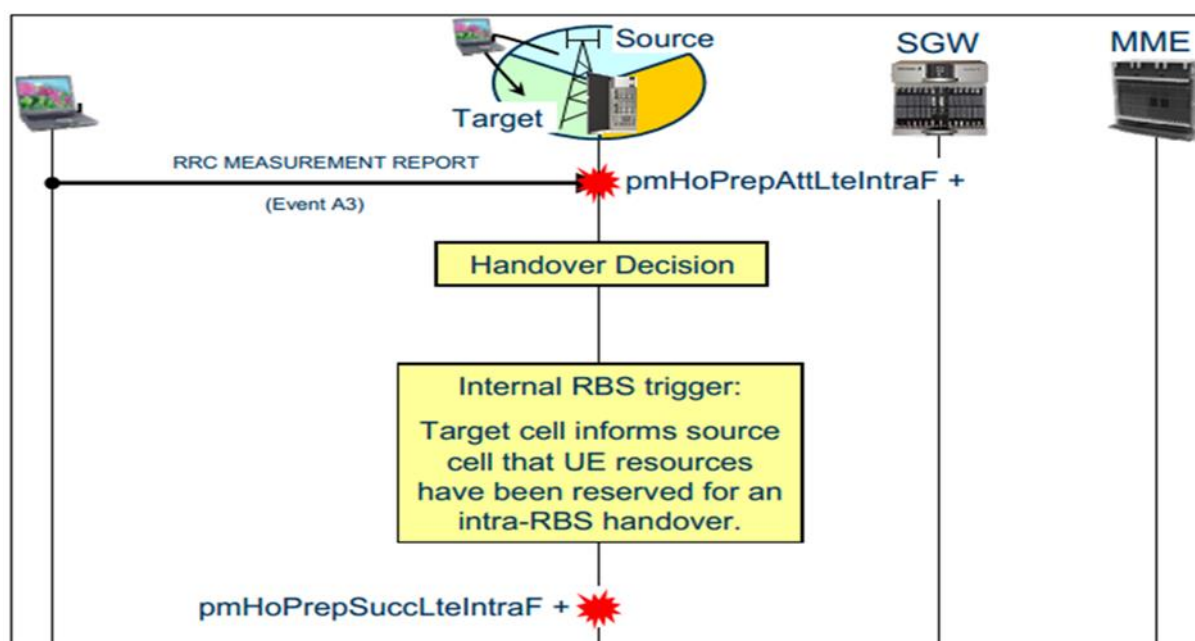 Source
SGW
MME
Target
RRC MEASUREMENT REPORT
pmHoPrepAttLteIntraF +
(Event A3)
Handover Decision
Internal RBS trigger:
Target cell informs source
cell that UE resources
have been reserved for an
intra-RBS handover.
pmHoPrepSuccLteIntraF +